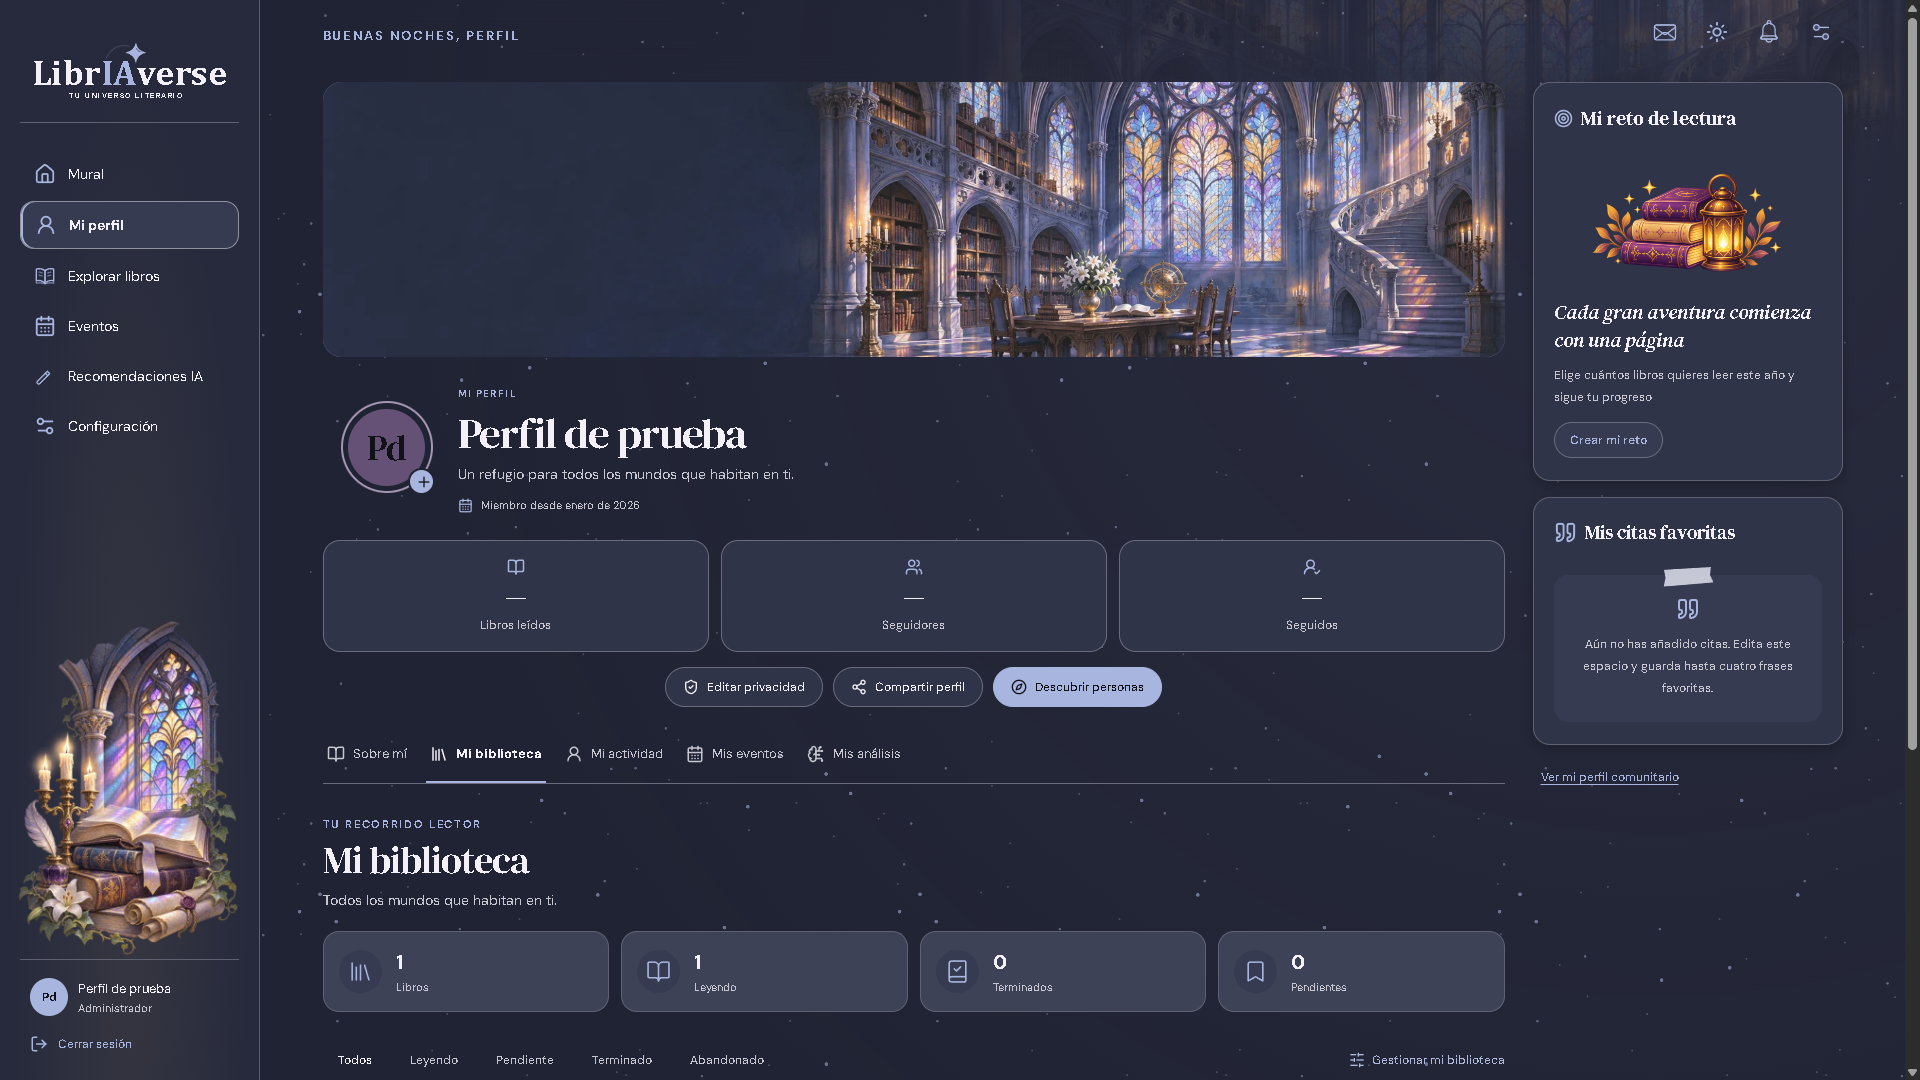 LibrIAverse
TU UNIVERSO LITERARIO
Mural
Mi perfil
Explorar libros
Eventos
Recomendaciones IA
Configuración
Pd
Perfil de prueba
Administrador
Cerrar sesión
BUENAS NOCHES, PERFIL
Pd
MI PERFIL
Perfil de prueba
Un refugio para todos los mundos que habitan en ti.
Miembro desde enero de 2026
—
Libros leídos
—
Seguidores
—
Seguidos
Editar privacidad
Compartir perfil
Descubrir personas
Sobre mí
Mi biblioteca
Mi actividad
Mis eventos
Mis análisis
TU RECORRIDO LECTOR
Mi biblioteca
Todos los mundos que habitan en ti.
1
Libros
1
Leyendo
0
Terminados
0
Pendientes
Todos
Leyendo
Pendiente
Terminado
Abandonado
Gestionar mi biblioteca
Mi reto de lectura
Cada gran aventura comienza
con una página
Elige cuántos libros quieres leer este año y
sigue tu progreso
Crear mi reto
Mis citas favoritas
Aún no has añadido citas. Edita este
espacio y guarda hasta cuatro frases
favoritas.
Ver mi perfil comunitario